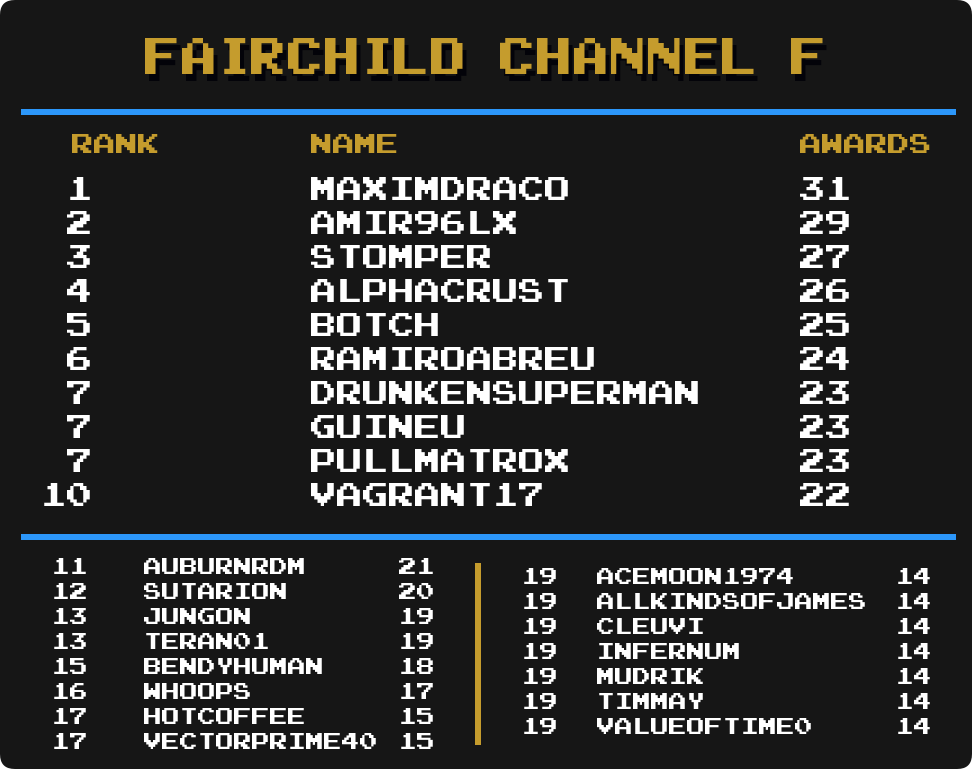 FAIRCHILD CHANNEL F
RANK NAME AWARDS
1 MAXIMDRACO 31
2 AMIR96LX 29
3 STOMPER 27
4 ALPHACRUST 26
5 BOTCH 25
6 RAMIROABREU 24
7 DRUNKENSUPERMAN 23
7 GUINEU 23
7 PULLMATROX 23
10 VAGRANT17 22
11 AUBURNRDM 21
12 SUTARION 20
13 JUNGON 19
13 TERAN01 19
15 BENDYHUMAN 18
16 WHOOPS 17
17 HOTCOFFEE 15
17 VECTORPRIME40 15
19 ACEMOON1974 14
19 ALLKINDSOFJAMES 14
19 CLEUVI 14
19 INFERNUM 14
19 MUDRIK 14
19 TIMMAY 14
19 VALUEOFTIME0 14